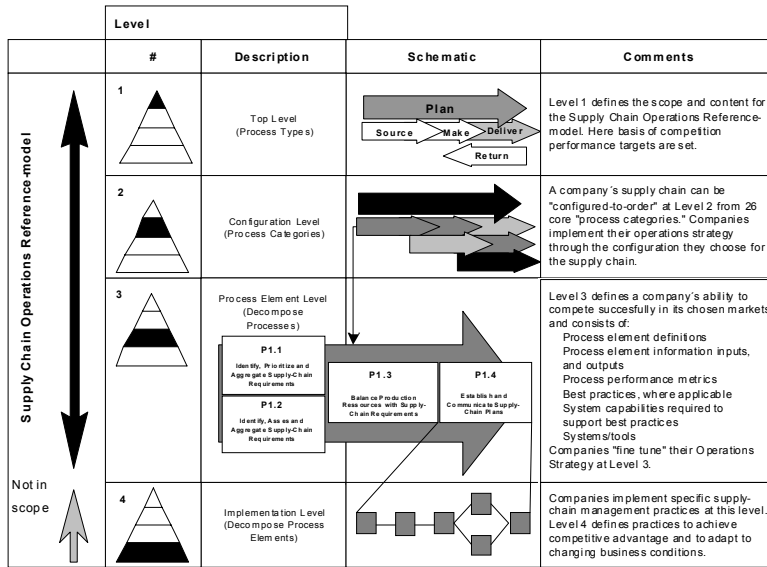 Level
#
Description
Schematic
Comments
Supply Chain Operations Reference-model
Not in
scope
1
Top Level
(Process Types)
Plan
Source
Make
Deliver
Return
Level 1 defines the scope and content for
the Supply Chain Operations Reference-
model. Here basis of competition
performance targets are set.
2
Configuration Level
(Process Categories)
A company´s supply chain can be
"configured-to-order" at Level 2 from 26
core "process categories." Companies
implement their operations strategy
through the configuration they choose for
the supply chain.
3
Process Element Level
(Decompose
Processes)
P1.1
Identify, Prioritize and
Aggregate Supply-Chain
Requirements
P1.2
Identify, Asses and
Aggregate Supply-Chain
Requirements
P1.3
Balance Production
Resources with Supply-
Chain Requirements
P1.4
Establish and
Communicate Supply-
Chain Plans
Level 3 defines a company´s ability to
compete succesfully in its chosen markets
and consists of:
Process element definitions
Process element information inputs,
and outputs
Process performance metrics
Best practices, where applicable
System capabilities required to
support best practices
Systems/tools
Companies "fine tune" their Operations
Strategy at Level 3.
4
Implementation Level
(Decompose Process
Elements)
Companies implement specific supply-
chain management practices at this level.
Level 4 defines practices to achieve
competitive advantage and to adapt to
changing business conditions.